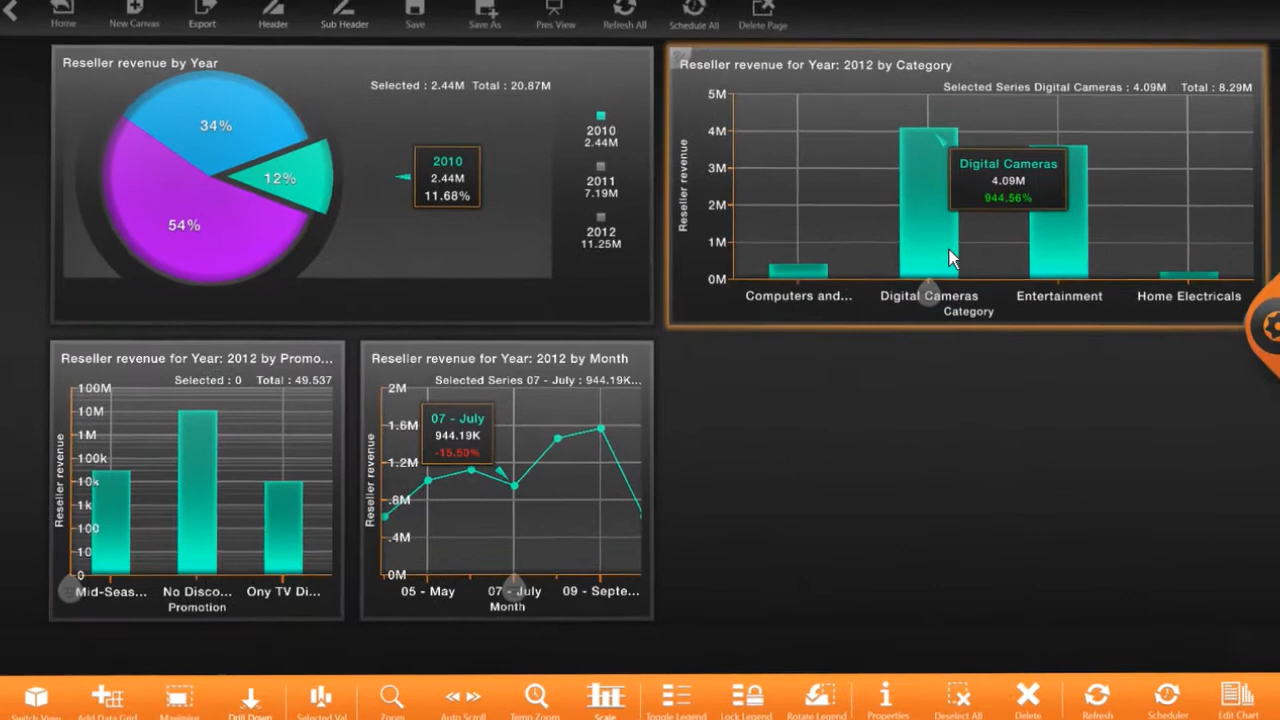 Home New Canvas Export Header Sub Header Save Save As Pres View Refresh All Schedule All Delete Page
Reseller revenue by Year
Selected : 2.44M Total : 20.87M
34%
12%
54%
2010
2.44M
11.68%
2010
2.44M
2011
7.19M
2012
11.25M
Reseller revenue for Year: 2012 by Category
Selected Series Digital Cameras : 4.09M Total : 8.29M
Reseller revenue
5M
4M
3M
2M
1M
0M
Digital Cameras
4.09M
944.56%
Computers and... Digital Cameras Entertainment Home Electricals
Category
Reseller revenue for Year: 2012 by Promo...
Selected : 0 Total : 49.537
Reseller revenue
100M
10M
1M
100k
10k
1k
100
10
0
Mid-Seas... No Disco... Ony TV Di...
Promotion
Reseller revenue for Year: 2012 by Month
Selected Series 07 - July : 944.19K...
Reseller revenue
2M
1.6M
1.2M
.8M
.4M
0M
07 - July
944.19K
-15.50%
05 - May 07 - July 09 - Septe...
Month
Switch View Add Data Grid Maximise Drill Down Selected Val Zoom Auto Scroll Temp Zoom Scale Toggle Legend Lock Legend Rotate Legend Properties Deselect All Delete Refresh Scheduler Edit Chart